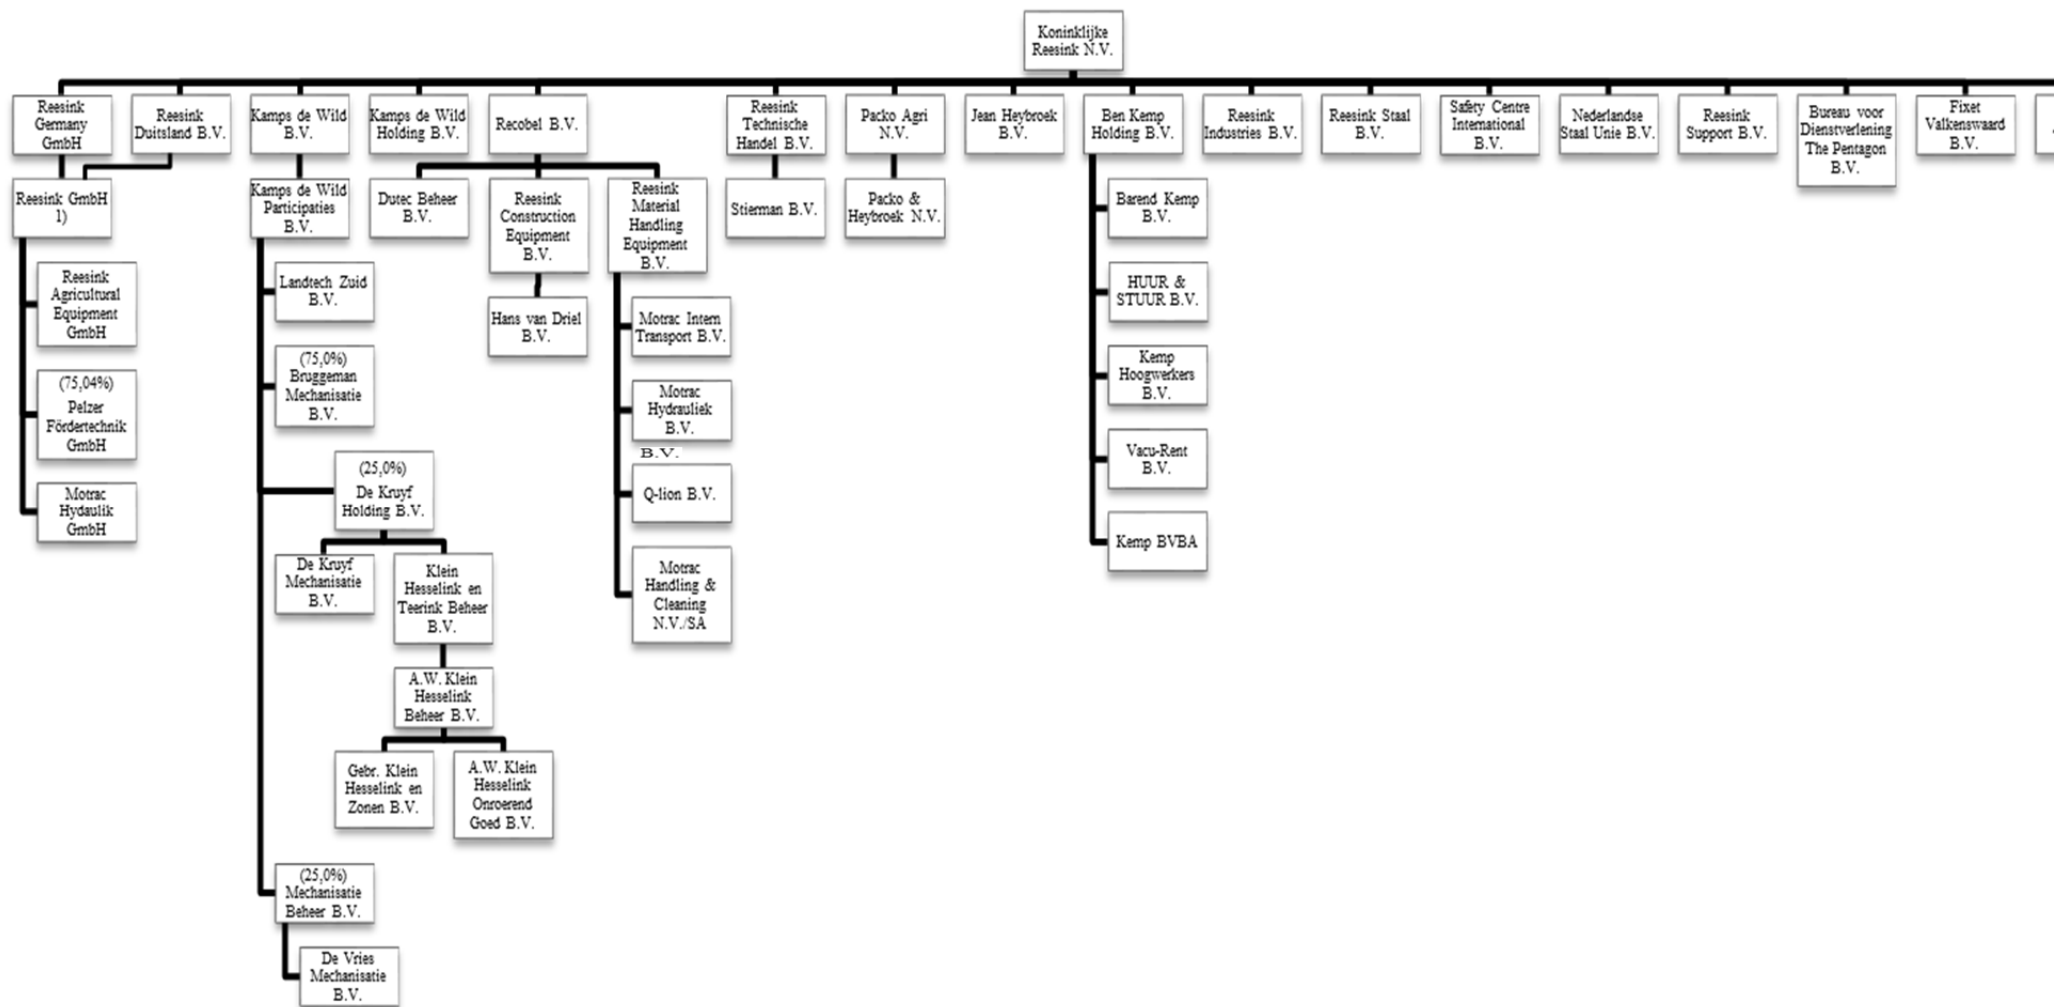 Koninklijke
Reesink N.V.
Reesink
Germany
GmbH
Reesink
Duitsland B.V.
Kamps de Wild
B.V.
Kamps de Wild
Holding B.V.
Recobel B.V.
Reesink
Technische
Handel B.V.
Packo Agri
N.V.
Jean Heybroek
B.V.
Ben Kemp
Holding B.V.
Reesink
Industries B.V.
Reesink Staal
B.V.
Safety Centre
International
B.V.
Nederlandse
Staal Unie B.V.
Reesink
Support B.V.
Bureau voor
Dienstverlening
The Pentagon
B.V.
Fixet
Valkenswaard
B.V.
Reesink GmbH
1)
Kamps de Wild
Participaties
B.V.
Dutec Beheer
B.V.
Reesink
Construction
Equipment
B.V.
Reesink
Material
Handling
Equipment
B.V.
Stierman B.V.
Packo &
Heybroek N.V.
Barend Kemp
B.V.
Reesink
Agricultural
Equipment
GmbH
Landtech Zuid
B.V.
Hans van Driel
B.V.
Motrac Intern
Transport B.V.
HUUR &
STUUR B.V.
(75,04%)
Pelzer
Fördertechnik
GmbH
(75,0%)
Bruggeman
Mechanisatie
B.V.
Motrac
Hydrauliek
B.V.
B.V.
Kemp
Hoogwerkers
B.V.
Motrac
Hydaulik
GmbH
(25,0%)
De Kruyf
Holding B.V.
Q-lion B.V.
Vacu-Rent
B.V.
De Kruyf
Mechanisatie
B.V.
Klein
Hesselink en
Teerink Beheer
B.V.
Motrac
Handling &
Cleaning
N.V./SA
Kemp BVBA
A.W. Klein
Hesselink
Beheer B.V.
Gebr. Klein
Hesselink en
Zonen B.V.
A.W. Klein
Hesselink
Onroerend
Goed B.V.
(25,0%)
Mechanisatie
Beheer B.V.
De Vries
Mechanisatie
B.V.